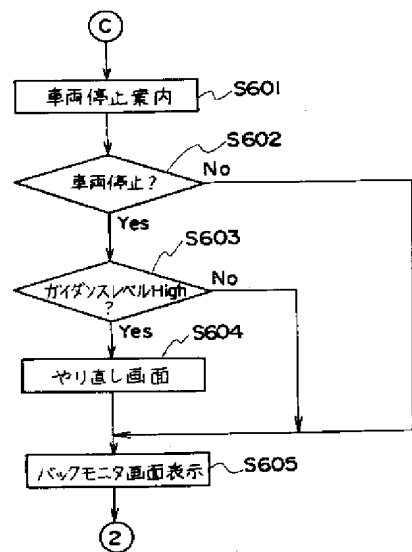 C
車両停止案内
S601
S602
車両停止?
No
Yes
S603
ガイダンスレベルHigh
?
No
Yes
S604
やり直し画面
バックモニタ画面表示
S605
2